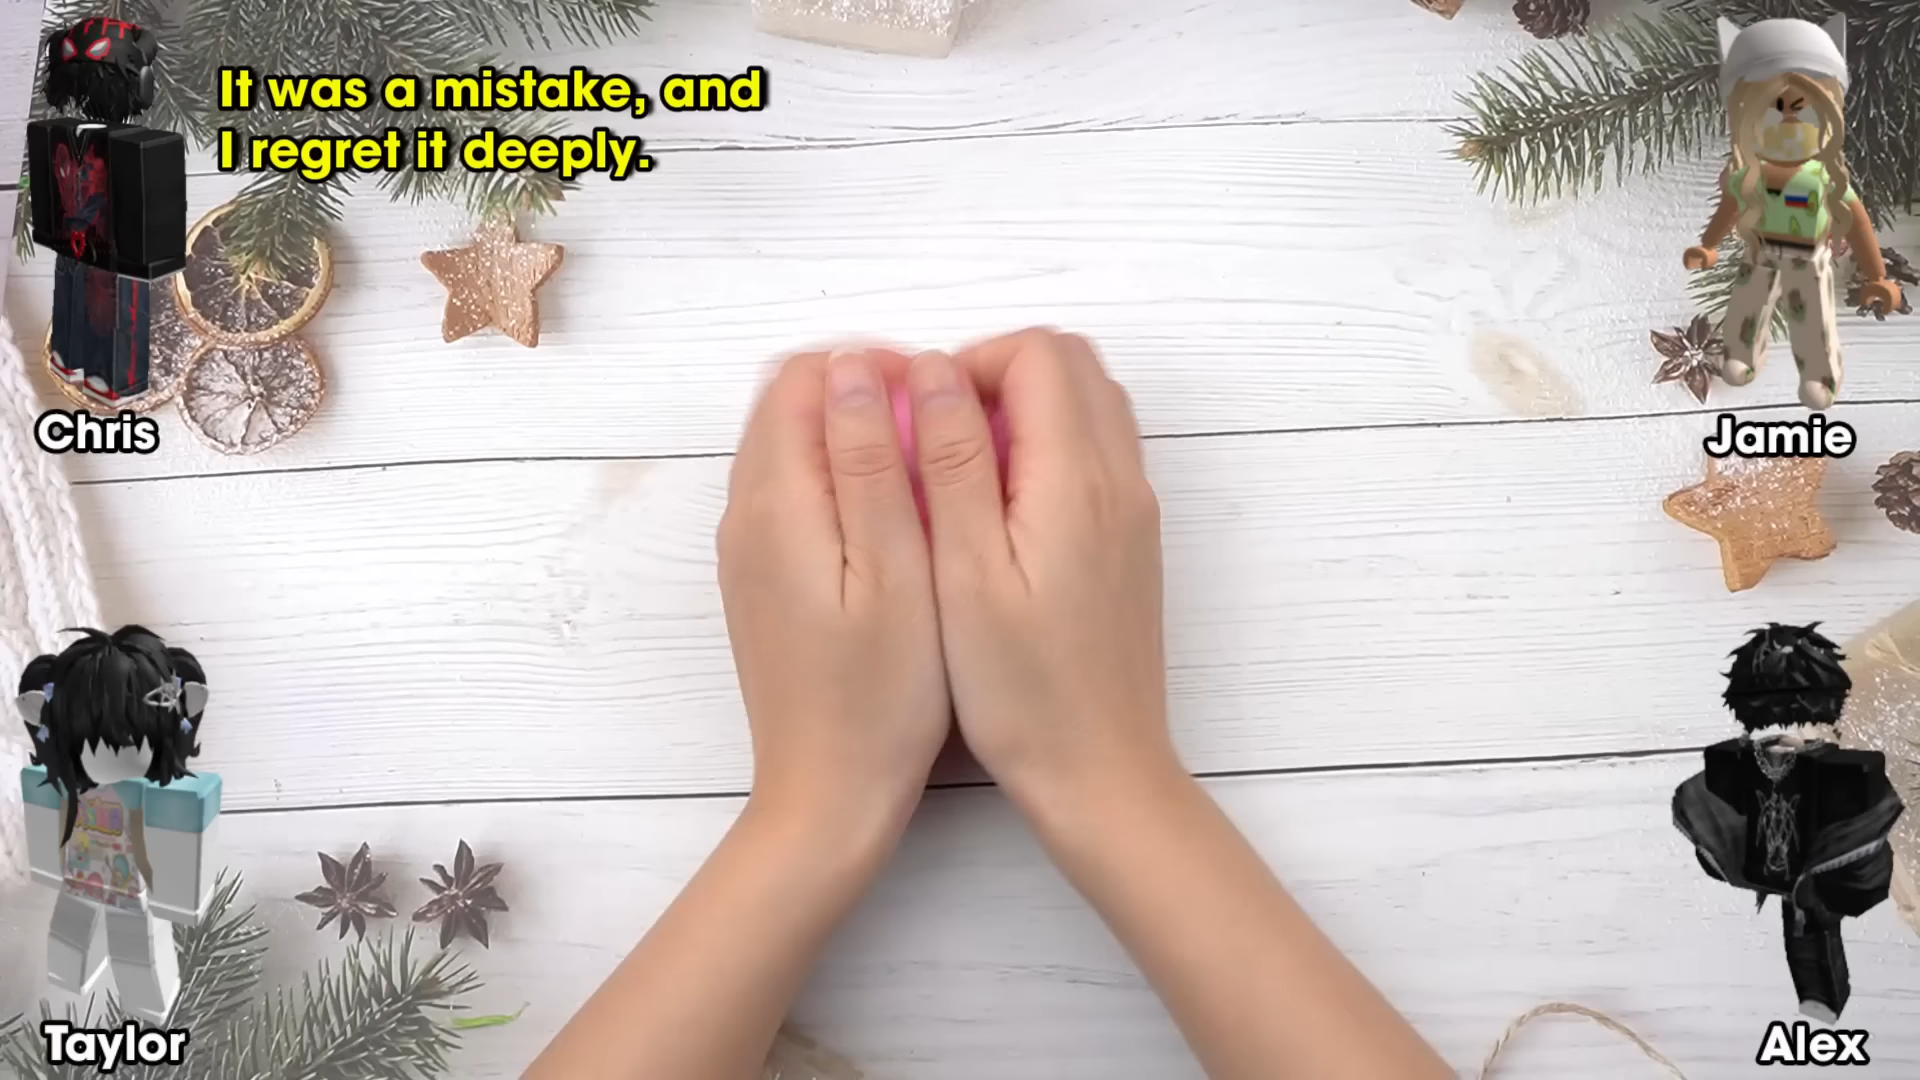 It was a mistake, and
I regret it deeply.
Chris
Jamie
Taylor
Alex